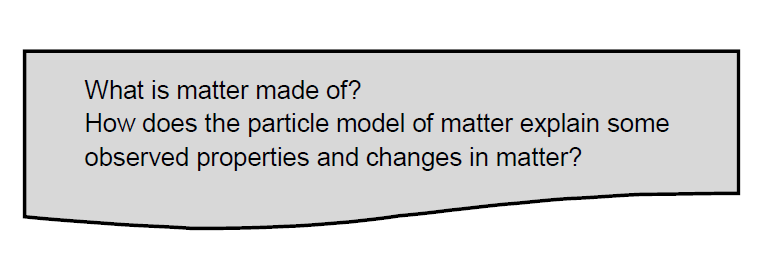 What is matter made of?
How does the particle model of matter explain some
observed properties and changes in matter?